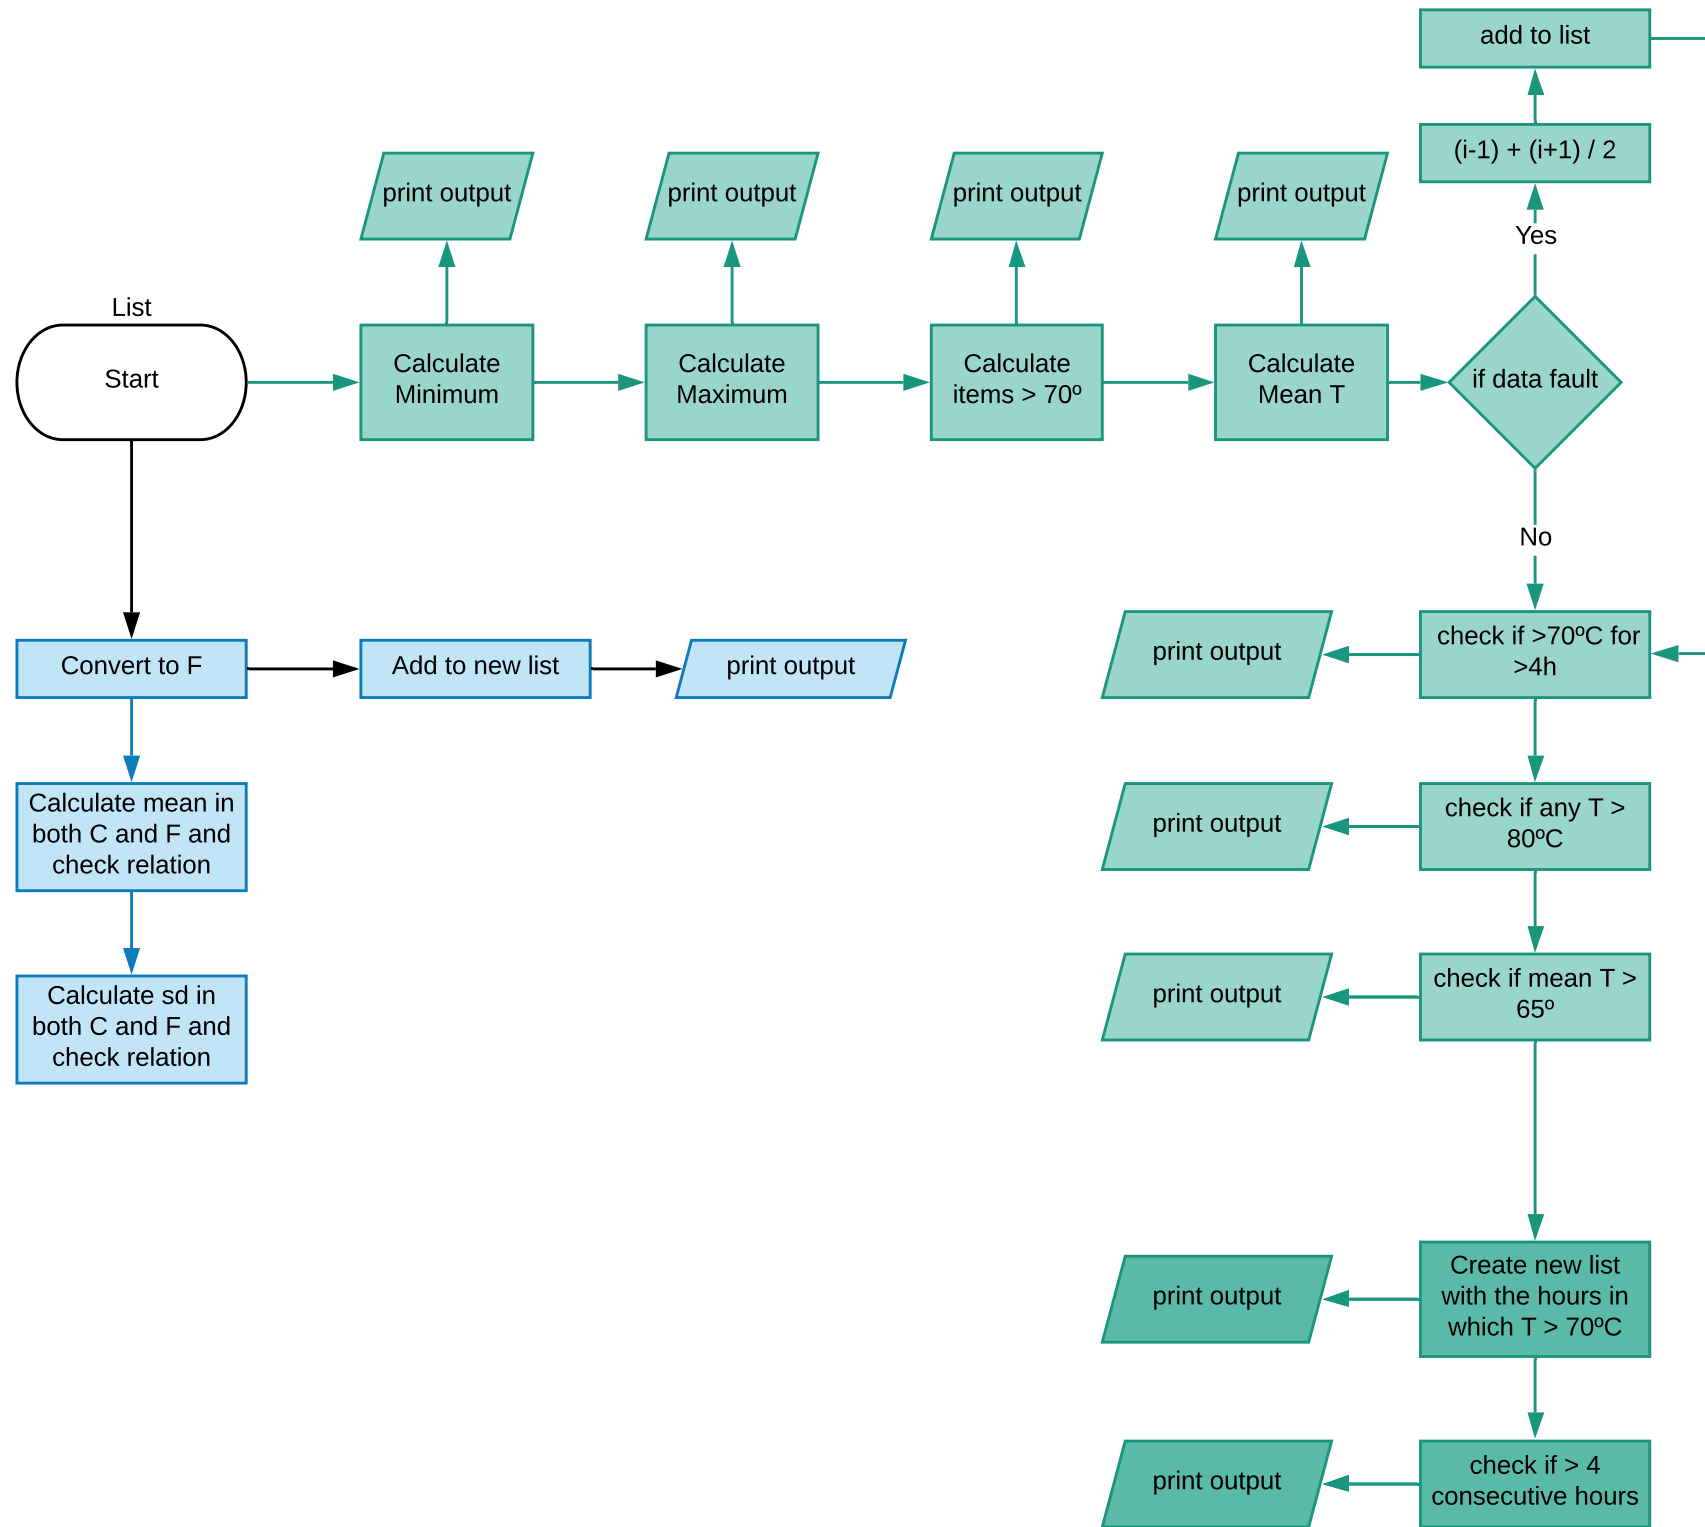 add to list
(i-1) + (i+1) / 2
print output
print output
print output
print output
Yes
List
Start
Calculate
Minimum
Calculate
Maximum
Calculate
items > 70º
Calculate
Mean T
if data fault
No
Convert to F
Add to new list
print output
print output
check if >70ºC for
>4h
Calculate mean in
both C and F and
check relation
print output
check if any T >
80ºC
Calculate sd in
both C and F and
check relation
print output
check if mean T >
65º
print output
Create new list
with the hours in
which T > 70ºC
print output
check if > 4
consecutive hours